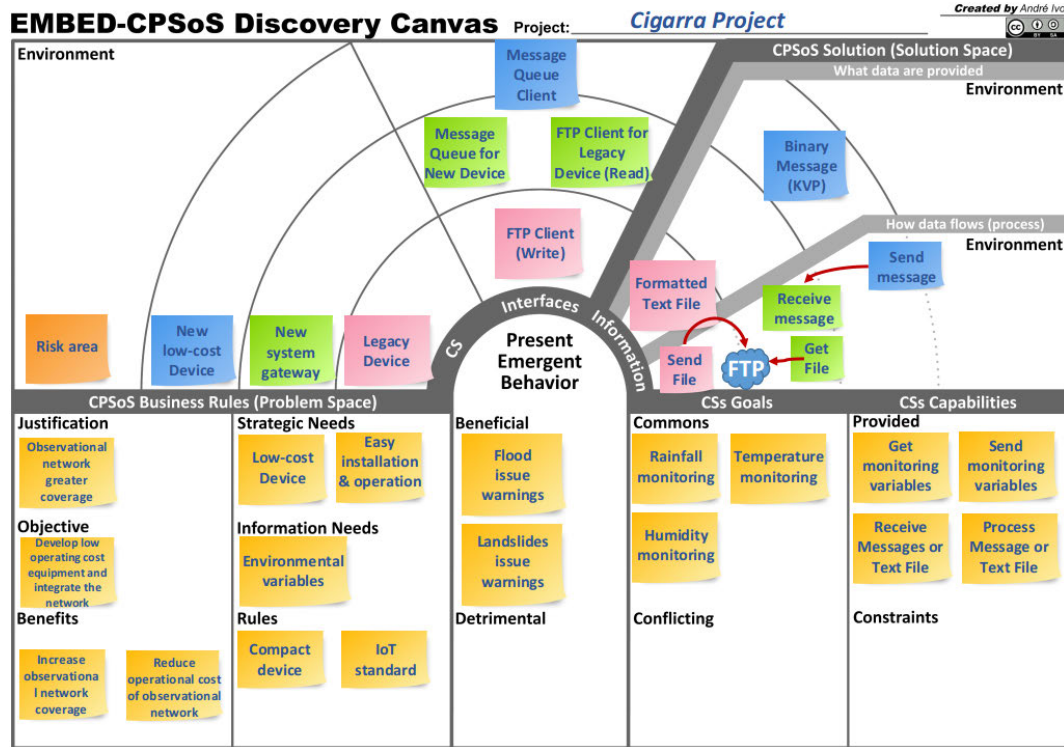 EMBED-CPSoS Discovery Canvas
Project:
Cigarra Project
Created by André Ivo
CC
BY SA
Environment
Message
Queue
Client
CPSoS Solution (Solution Space)
What data are provided
Environment
Message
Queue for
New Device
FTP Client for
Legacy
Device (Read)
Binary
Message
(KVP)
FTP Client
(Write)
How data flows (process)
Environment
Send
message
Formatted
Text File
Receive
message
Risk area
New
low-cost
Device
New
system
gateway
Legacy
Device
CS
Interfaces
Information
Present
Emergent
Behavior
Send
File
FTP
Get
File
CPSoS Business Rules (Problem Space)
CSs Goals
CSs Capabilities
Justification
Observational
network
greater
coverage
Objective
Develop low
operating cost
equipment and
integrate the
network
Benefits
Increase
observationa
l network
coverage
Reduce
operational cost
of observational
network
Strategic Needs
Low-cost
Device
Easy
installation
& operation
Information Needs
Environmental
variables
Rules
Compact
device
IoT
standard
Beneficial
Flood
issue
warnings
Landslides
issue
warnings
Detrimental
Commons
Rainfall
monitoring
Temperature
monitoring
Humidity
monitoring
Conflicting
Provided
Get
monitoring
variables
Send
monitoring
variables
Receive
Messages or
Text File
Process
Message or
Text File
Constraints